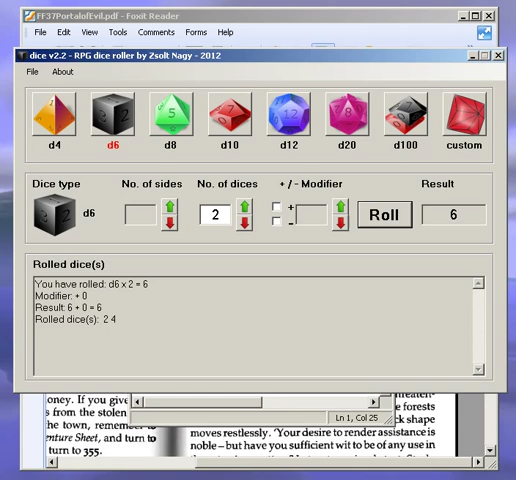 FF37PortalofEvil.pdf - Foxit Reader
File Edit View Tools Comments Forms Help
dice v2.2 - RPG dice roller by Zsolt Nagy - 2012
File About
d4 d6 d8 d10 d12 d20 d100 custom
Dice type No. of sides No. of dices + / - Modifier Result
d6 2 + - Roll 6
Rolled dice(s)
You have rolled: d6 x 2 = 6
Modifier: + 0
Result: 6 + 0 = 6
Rolled dice(s): 2 4
oney. If you give
s from the stolen
the town, remember to
enture Sheet, and turn to
turn to 355.
Ln 1, Col 25
e forests
ck shape
moves restlessly. 'Your desire to render assistance is
noble – but have you sufficient wit to be of any use in